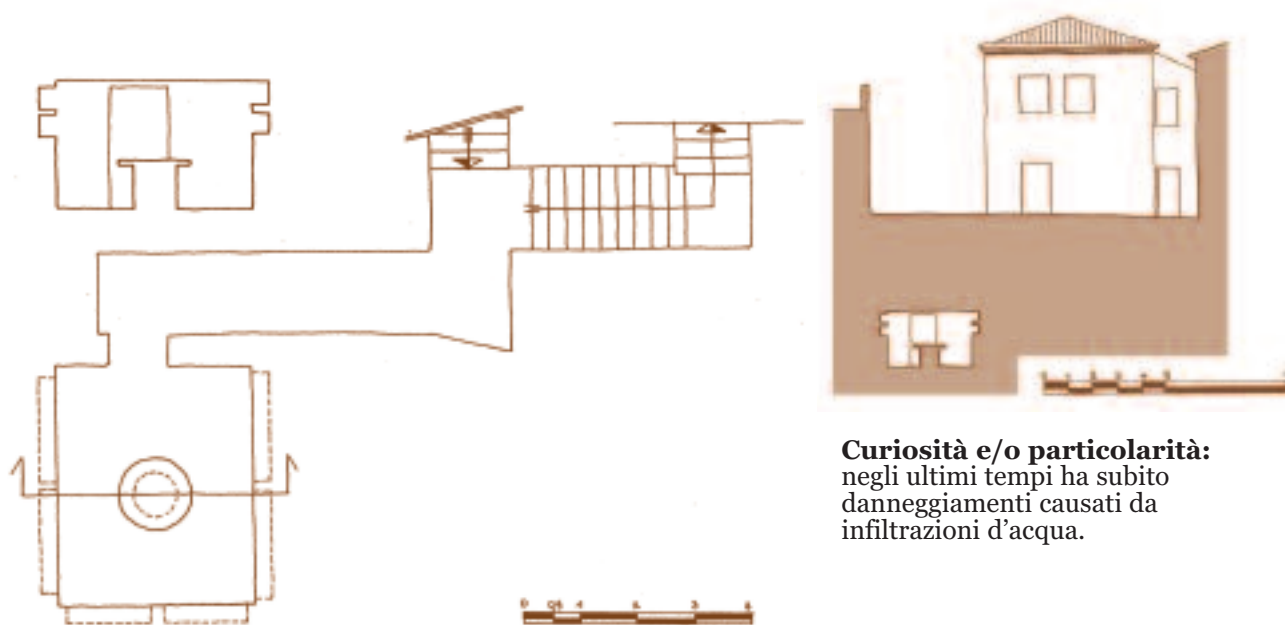 Curiosità e/o particolarità:
negli ultimi tempi ha subito
danneggiamenti causati da
infiltrazioni d’acqua.